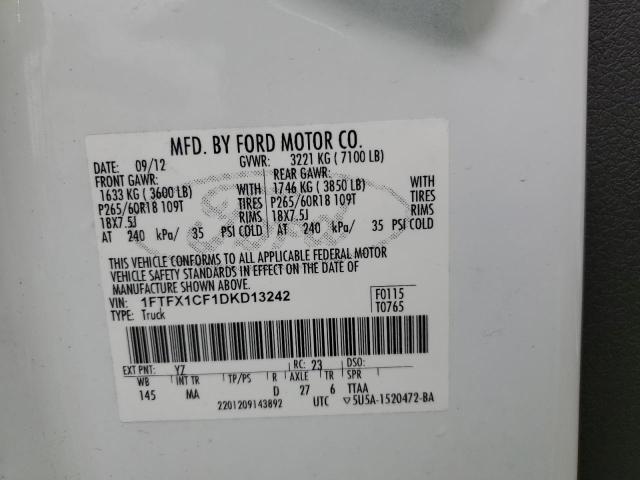 MFD. BY FORD MOTOR CO.
DATE: 09/12 GVWR: 3221 KG (7100 LB)
FRONT GAWR: REAR GAWR:
1633 KG (3600 LB) WITH 1746 KG (3850 LB) WITH
P265/60R18 109T TIRES P265/60R18 109T TIRES
18X7.5J RIMS 18X7.5J RIMS
AT 240 kPa/ 35 PSI COLD AT 240 kPa/ 35 PSI COLD
Ford
THIS VEHICLE CONFORMS TO ALL APPLICABLE FEDERAL MOTOR
VEHICLE SAFETY STANDARDS IN EFFECT ON THE DATE OF
MANUFACTURE SHOWN ABOVE.
VIN: 1FTFX1CF1DKD13242 F0115
TYPE: Truck T0765
EXT PNT: YZ RC: 23 DSO:
WB INT TR TP/PS R AXLE TR SPR
145 MA D 27 6 TTAA
2201209143892 UTC ▽5U5A-1520472-BA